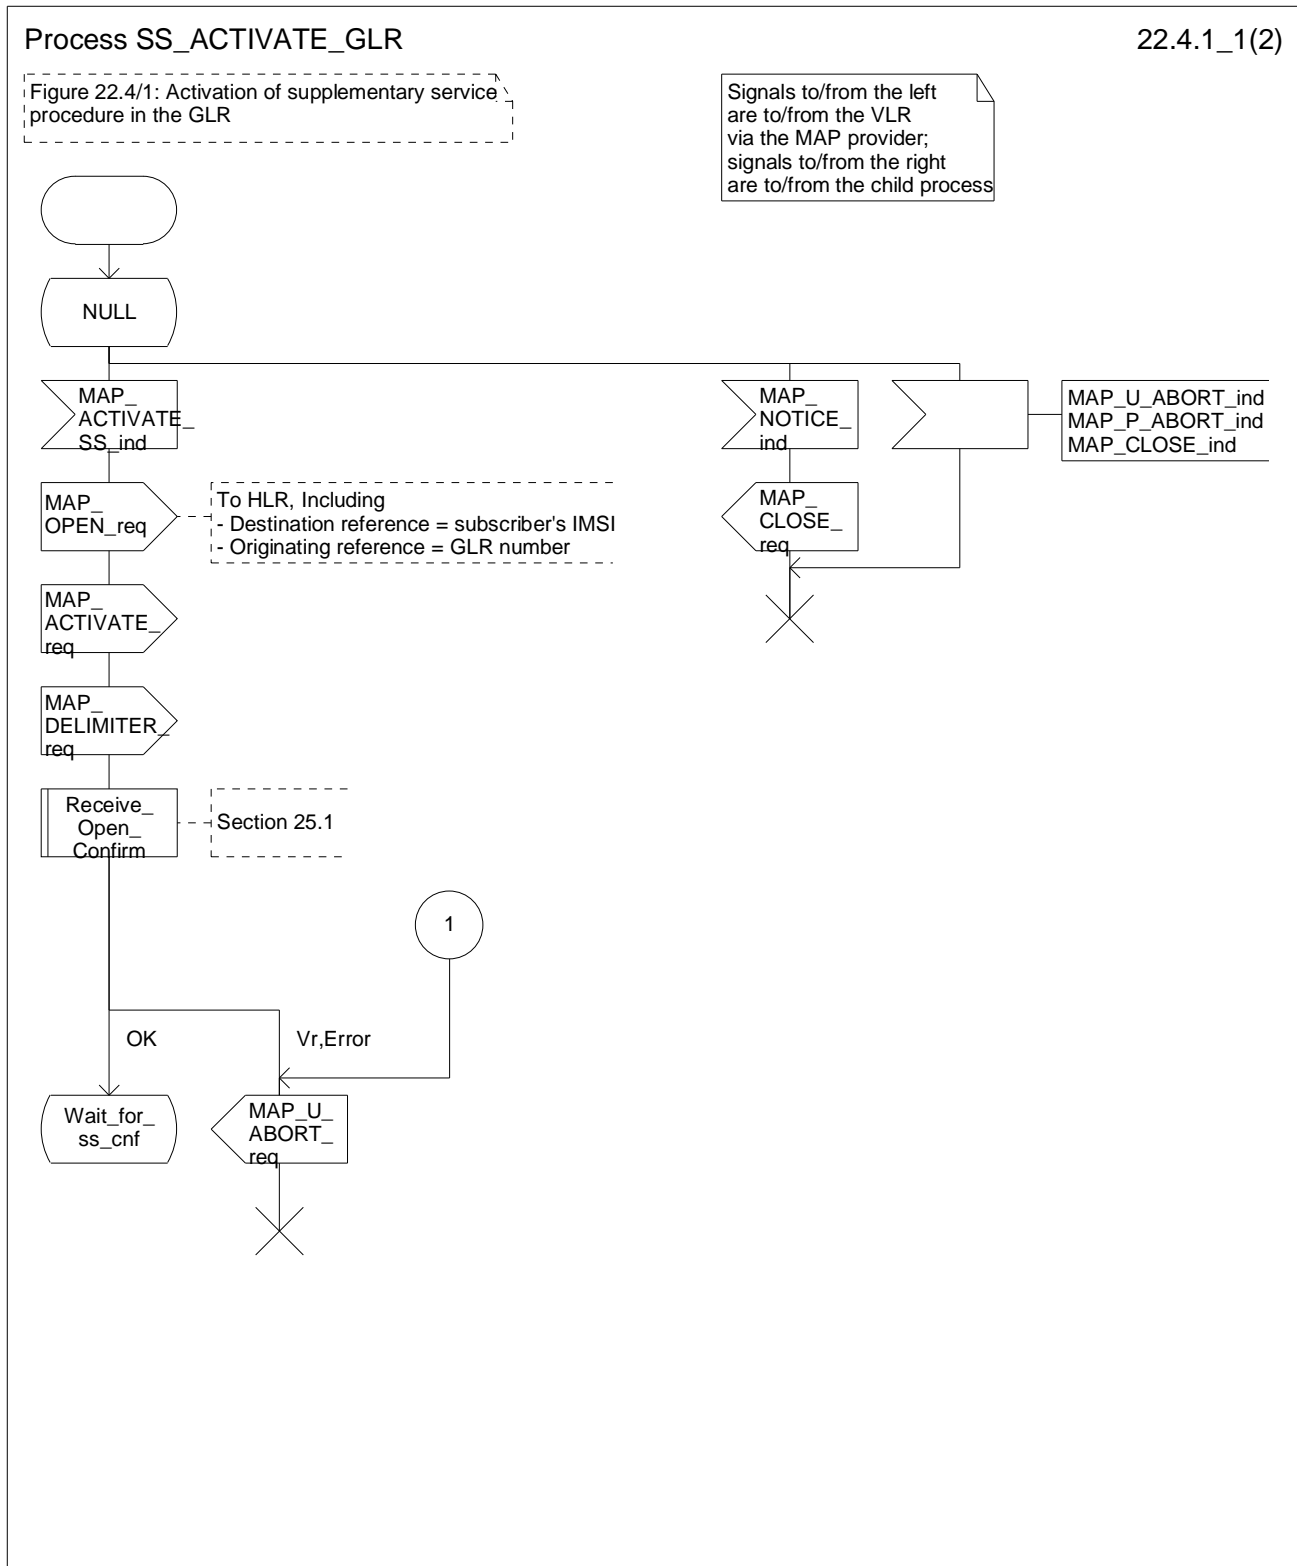 Process SS_ACTIVATE_GLR
22.4.1_1(2)
Figure 22.4/1: Activation of supplementary service
procedure in the GLR
Signals to/from the left
are to/from the VLR
via the MAP provider;
signals to/from the right
are to/from the child process
NULL
MAP_
ACTIVATE_
SS_ind
MAP_
NOTICE_
ind
MAP_U_ABORT_ind
MAP_P_ABORT_ind
MAP_CLOSE_ind
MAP_
OPEN_req
To HLR, Including
- Destination reference = subscriber's IMSI
- Originating reference = GLR number
MAP_
CLOSE_
req
MAP_
ACTIVATE_
req
MAP_
DELIMITER_
req
Receive_
Open_
Confirm
Section 25.1
1
OK
Vr,Error
Wait_for_
ss_cnf
MAP_U_
ABORT_
req